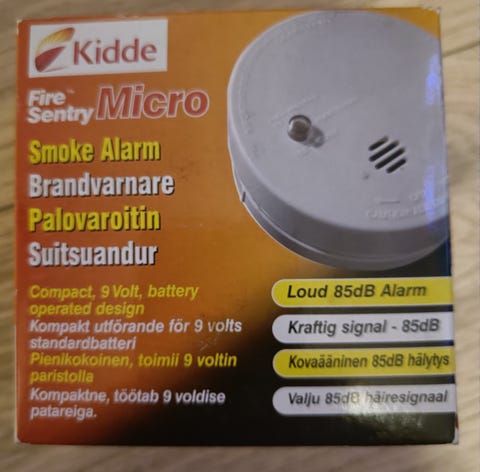 Kidde
Fire™
Sentry Micro
Smoke Alarm
Brandvarnare
Palovaroitin
Suitsuandur
Compact, 9 Volt, battery
operated design
Kompakt utförande för 9 volts
standardbatteri
Pienikokoinen, toimii 9 voltin
paristolla
Kompaktne, töötab 9 voldise
patareiga.
Loud 85dB Alarm
Kraftig signal - 85dB
Kovaääninen 85dB hälytys
Valju 85dB häiresignaal